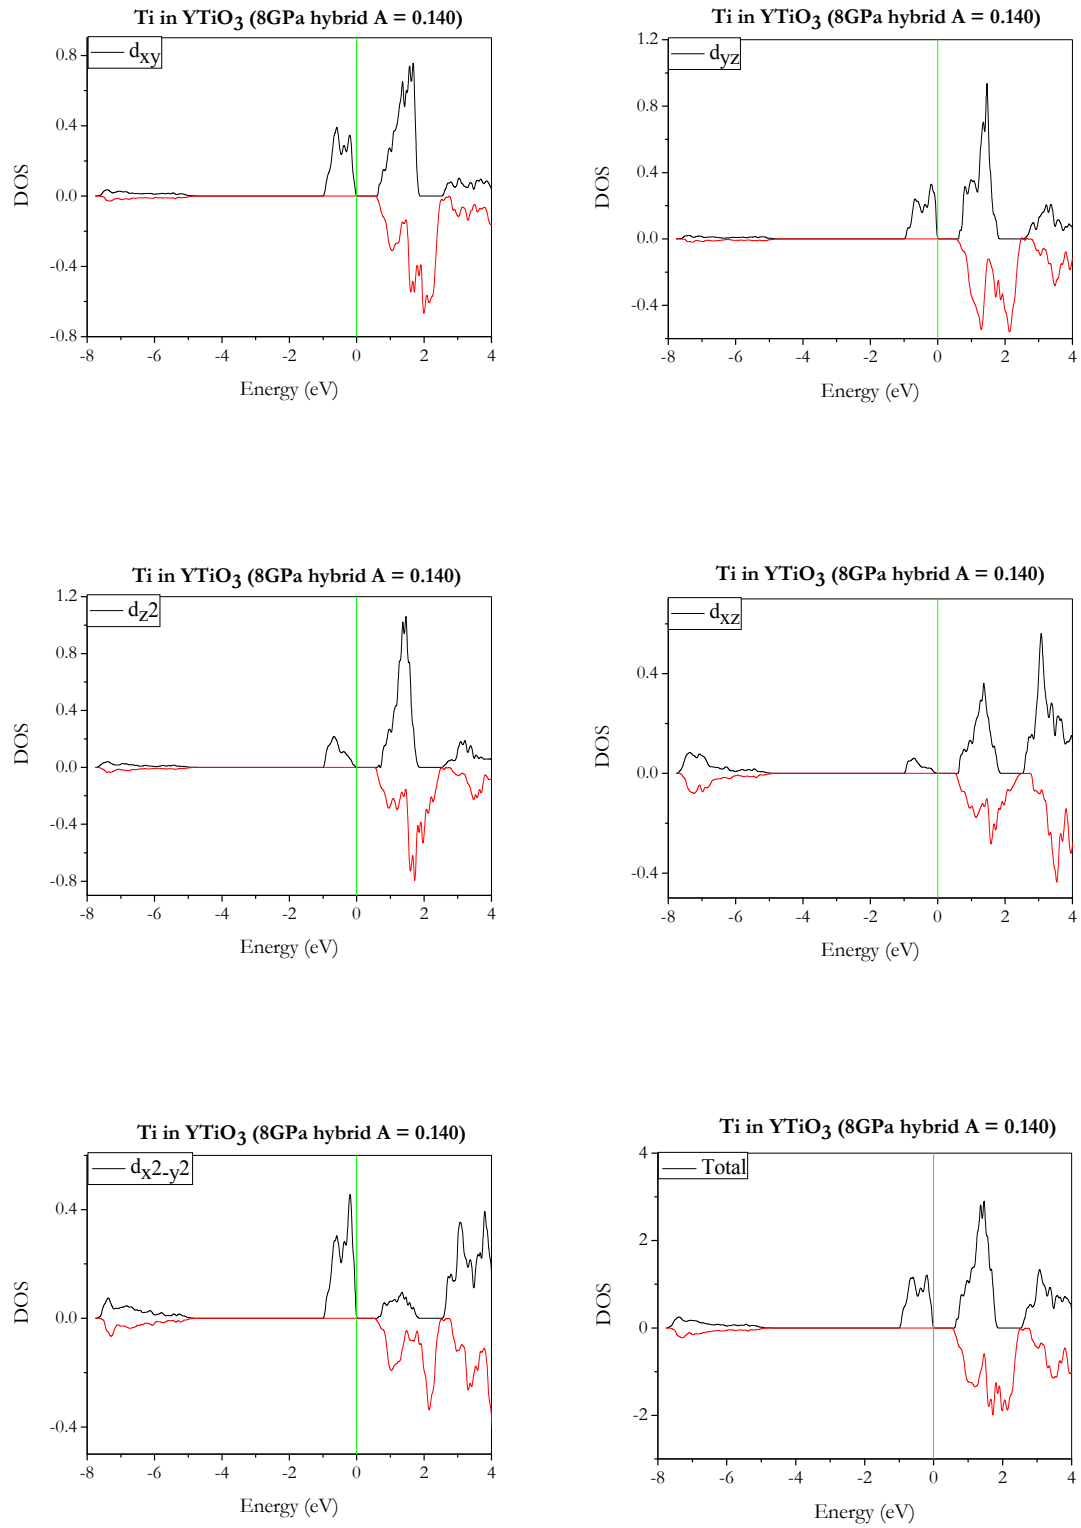 Ti in YTiO3 (8GPa hybrid A = 0.140)
dxy
0.8
0.4
0.0
-0.4
-0.8
DOS
-8 -6 -4 -2 0 2 4
Energy (eV)
Ti in YTiO3 (8GPa hybrid A = 0.140)
dyz
1.2
0.8
0.4
0.0
-0.4
DOS
-8 -6 -4 -2 0 2 4
Energy (eV)
Ti in YTiO3 (8GPa hybrid A = 0.140)
dz2
1.2
0.8
0.4
0.0
-0.4
-0.8
DOS
-8 -6 -4 -2 0 2 4
Energy (eV)
Ti in YTiO3 (8GPa hybrid A = 0.140)
dxz
0.4
0.0
-0.4
DOS
-8 -6 -4 -2 0 2 4
Energy (eV)
Ti in YTiO3 (8GPa hybrid A = 0.140)
dx2-y2
0.4
0.0
-0.4
DOS
-8 -6 -4 -2 0 2 4
Energy (eV)
Ti in YTiO3 (8GPa hybrid A = 0.140)
Total
4
2
0
-2
DOS
-8 -6 -4 -2 0 2 4
Energy (eV)